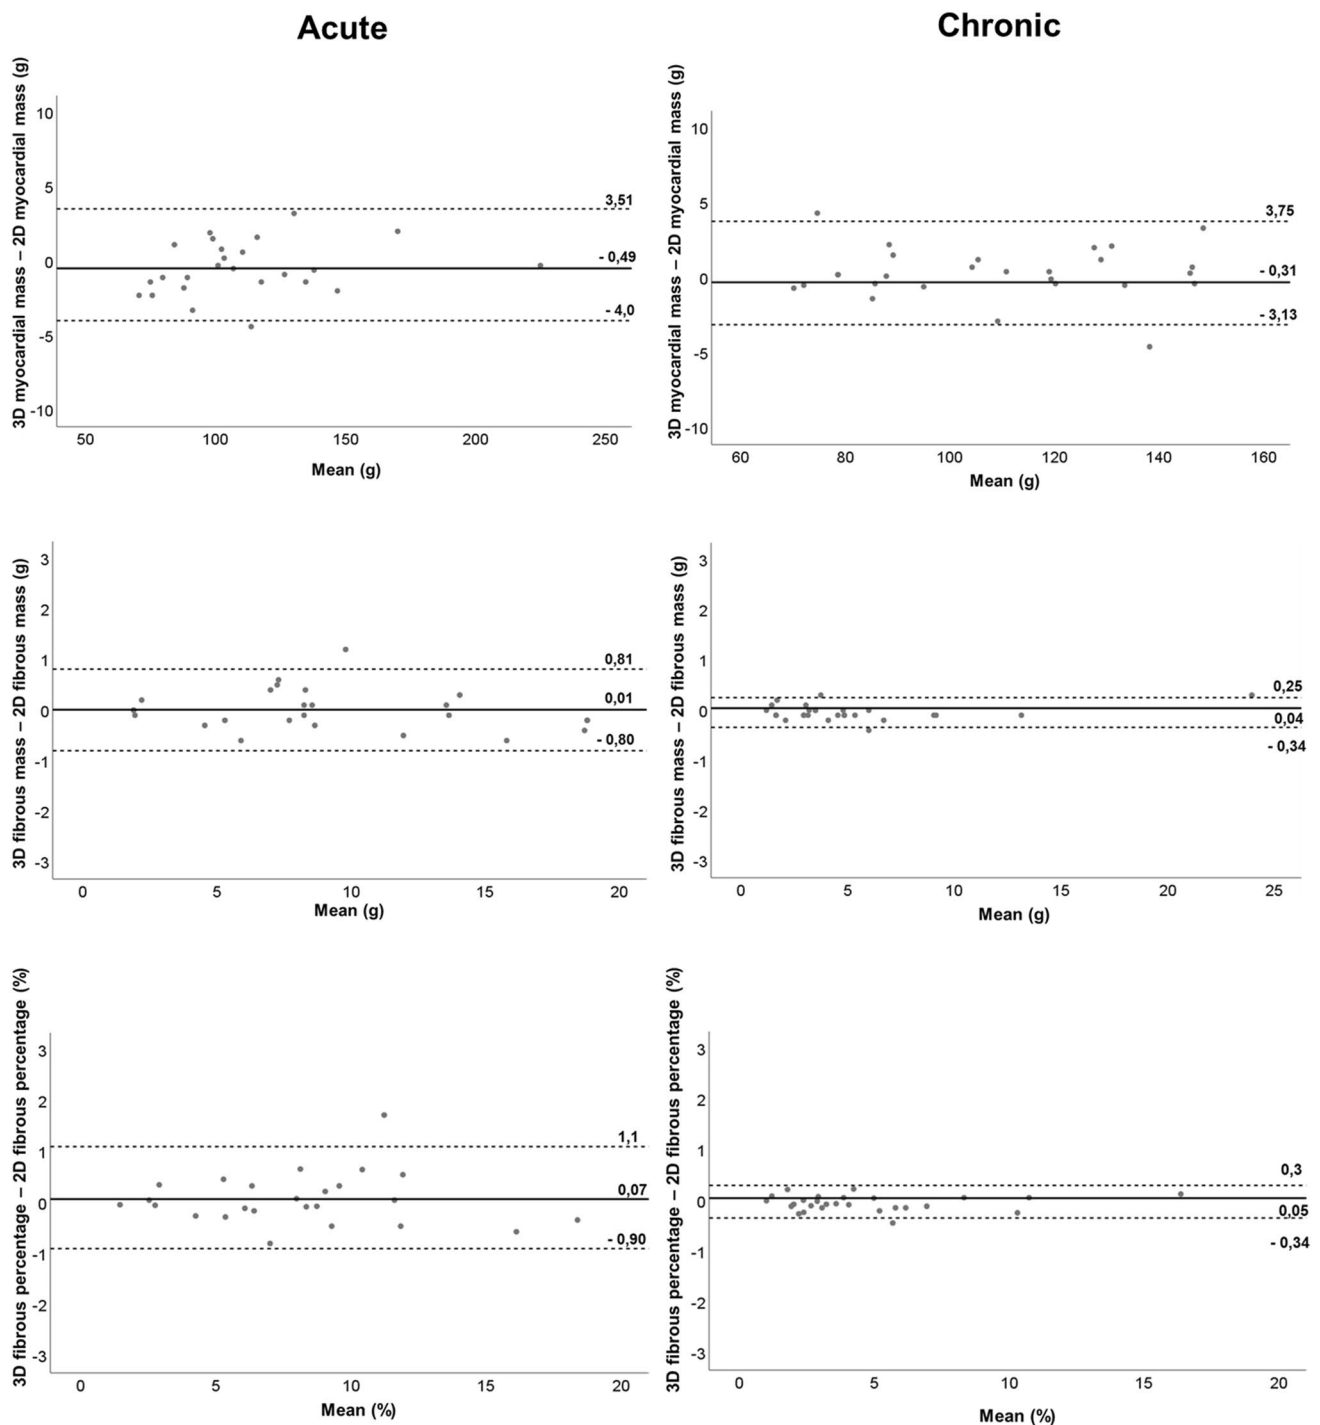 Acute
Chronic
3D myocardial mass – 2D myocardial mass (g)
10
5
0
-5
-10
3,51
- 0,49
- 4,0
50 100 150 200 250
Mean (g)
3D myocardial mass – 2D myocardial mass (g)
10
5
0
-5
-10
3,75
- 0,31
- 3,13
60 80 100 120 140 160
Mean (g)
3D fibrous mass – 2D fibrous mass (g)
3
2
1
0
-1
-2
-3
0,81
0,01
- 0,80
0 5 10 15 20
Mean (g)
3D fibrous mass – 2D fibrous mass (g)
3
2
1
0
-1
-2
-3
0,25
0,04
- 0,34
0 5 10 15 20 25
Mean (g)
3D fibrous percentage – 2D fibrous percentage (%)
3
2
1
0
-1
-2
-3
1,1
0,07
- 0,90
0 5 10 15 20
Mean (%)
3D fibrous percentage – 2D fibrous percentage (%)
3
2
1
0
-1
-2
-3
0,3
0,05
- 0,34
0 5 10 15 20
Mean (%)